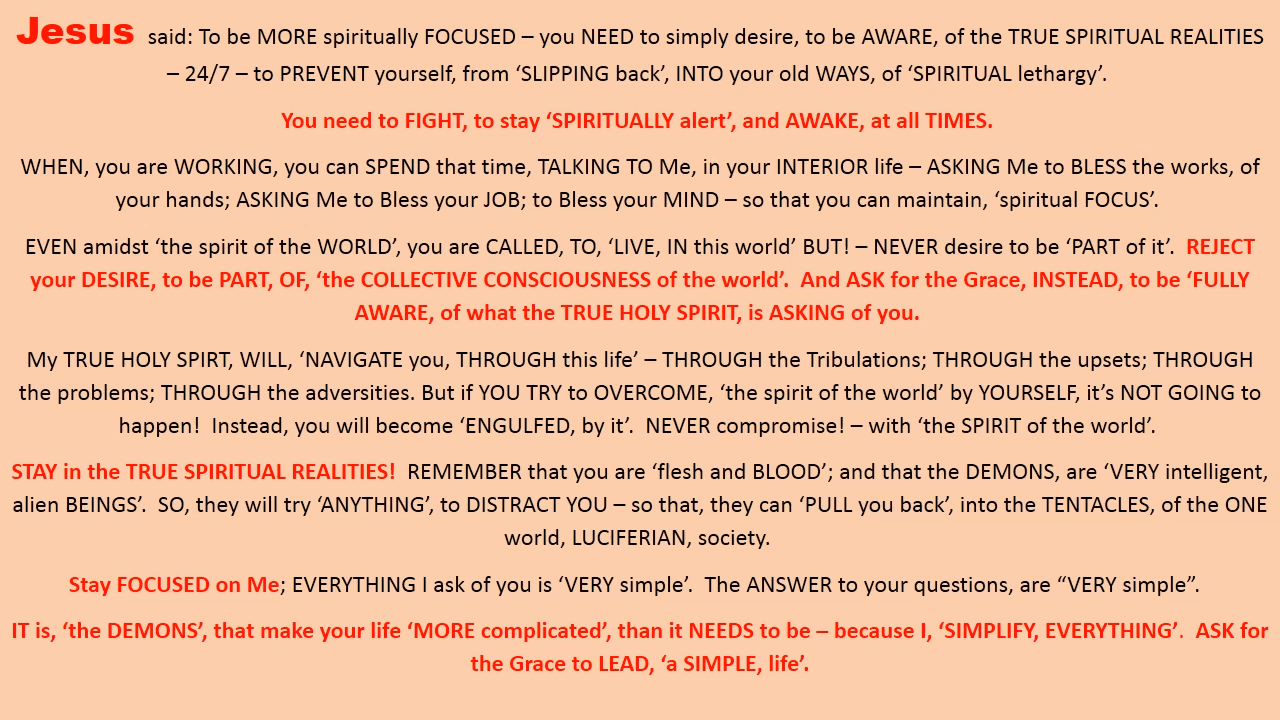 Jesus said: To be MORE spiritually FOCUSED – you NEED to simply desire, to be AWARE, of the TRUE SPIRITUAL REALITIES
– 24/7 – to PREVENT yourself, from ‘SLIPPING back’, INTO your old WAYS, of ‘SPIRITUAL lethargy’.
You need to FIGHT, to stay ‘SPIRITUALLY alert’, and AWAKE, at all TIMES.
WHEN, you are WORKING, you can SPEND that time, TALKING TO Me, in your INTERIOR life – ASKING Me to BLESS the works, of
your hands; ASKING Me to Bless your JOB; to Bless your MIND – so that you can maintain, ‘spiritual FOCUS’.
EVEN amidst ‘the spirit of the WORLD’, you are CALLED, TO, ‘LIVE, IN this world’ BUT! – NEVER desire to be ‘PART of it’.  REJECT
your DESIRE, to be PART, OF, ‘the COLLECTIVE CONSCIOUSNESS of the world’.  And ASK for the Grace, INSTEAD, to be ‘FULLY
AWARE, of what the TRUE HOLY SPIRIT, is ASKING of you.
My TRUE HOLY SPIRT, WILL, ‘NAVIGATE you, THROUGH this life’ – THROUGH the Tribulations; THROUGH the upsets; THROUGH
the problems; THROUGH the adversities. But if YOU TRY to OVERCOME, ‘the spirit of the world’ by YOURSELF, it’s NOT GOING to
happen!  Instead, you will become ‘ENGULFED, by it’.  NEVER compromise! – with ‘the SPIRIT of the world’.
STAY in the TRUE SPIRITUAL REALITIES!  REMEMBER that you are ‘flesh and BLOOD’; and that the DEMONS, are ‘VERY intelligent,
alien BEINGS’.  SO, they will try ‘ANYTHING’, to DISTRACT YOU – so that, they can ‘PULL you back’, into the TENTACLES, of the ONE
world, LUCIFERIAN, society.
Stay FOCUSED on Me; EVERYTHING I ask of you is ‘VERY simple’.  The ANSWER to your questions, are “VERY simple”.
IT is, ‘the DEMONS’, that make your life ‘MORE complicated’, than it NEEDS to be – because I, ‘SIMPLIFY, EVERYTHING’.  ASK for
the Grace to LEAD, ‘a SIMPLE, life’.